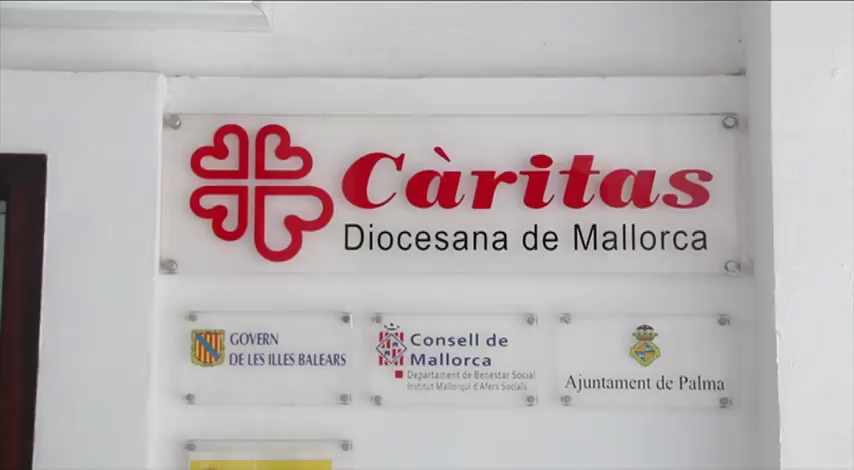 Càritas
Diocesana de Mallorca
GOVERN
DE LES ILLES BALEARS
Consell de
Mallorca
Departament de Benestar Social
Institut Mallorquí d'Afers Socials
Ajuntament de Palma